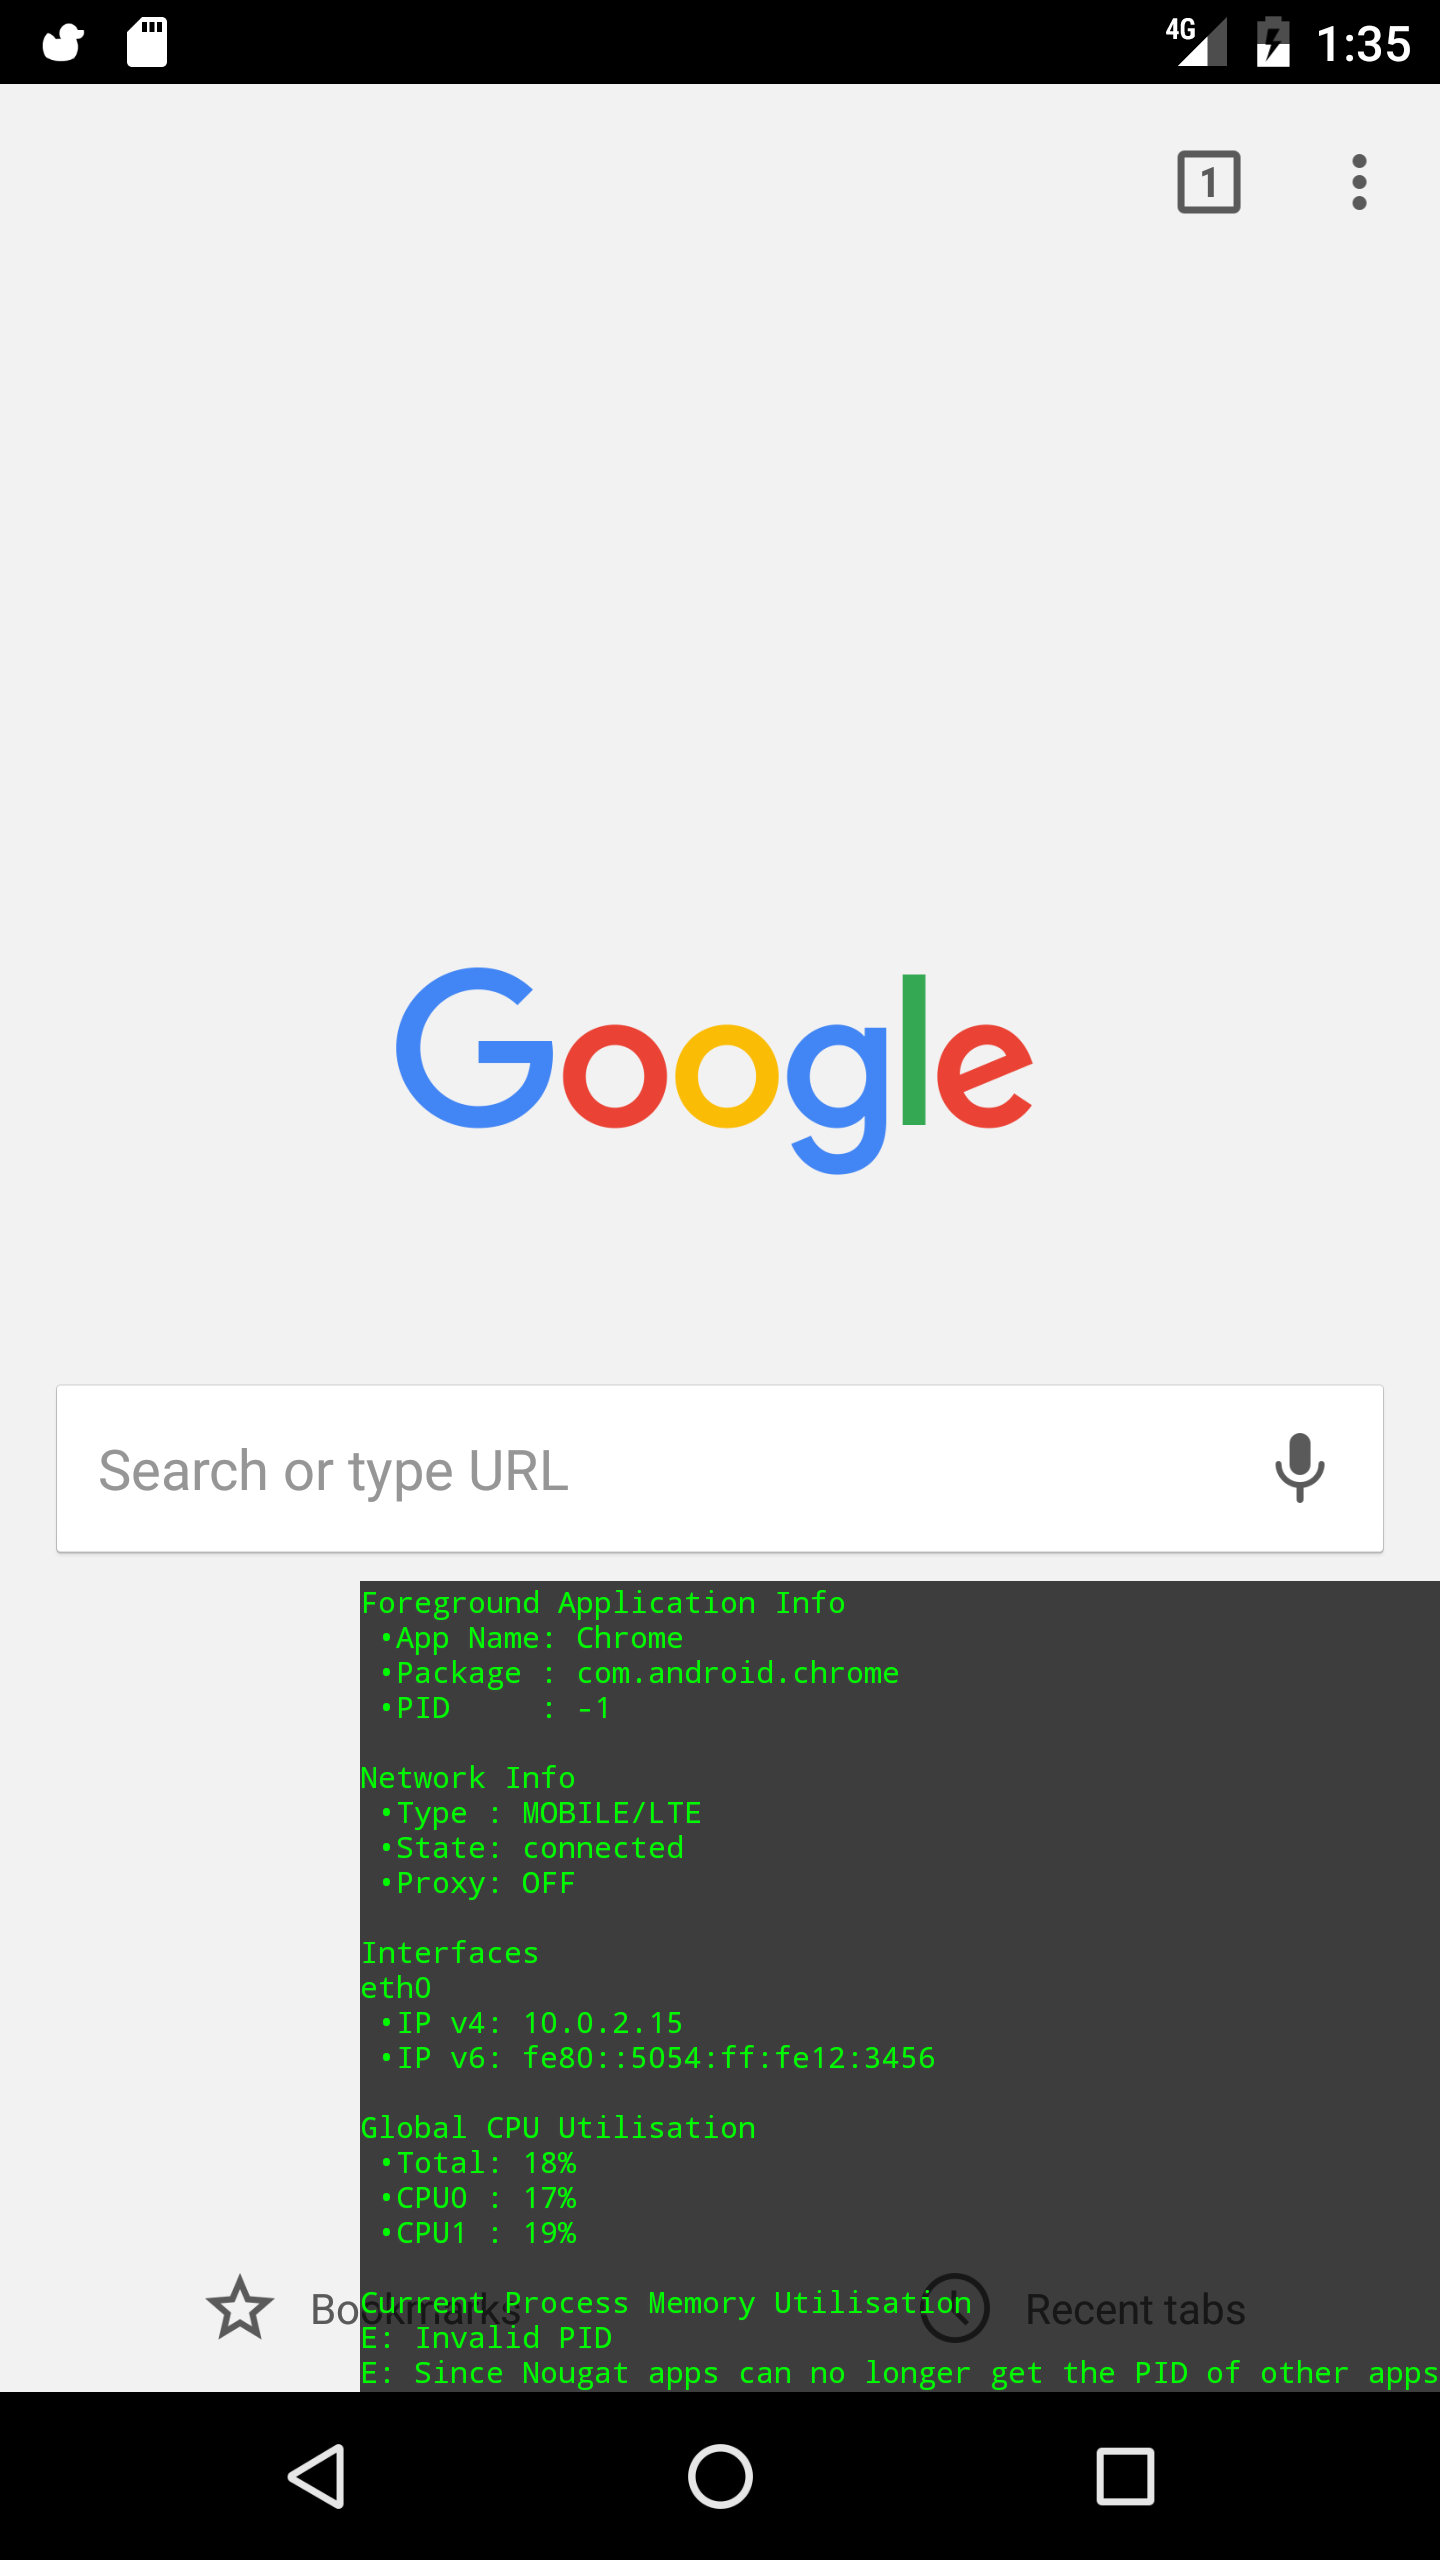 4G 1:35
1
Google
Search or type URL
Foreground Application Info
•App Name: Chrome
•Package : com.android.chrome
•PID     : -1
Network Info
•Type : MOBILE/LTE
•State: connected
•Proxy: OFF
Interfaces
eth0
•IP v4: 10.0.2.15
•IP v6: fe80::5054:ff:fe12:3456
Global CPU Utilisation
•Total: 18%
•CPU0 : 17%
•CPU1 : 19%
Current Process Memory Utilisation
Bookmarks Recent tabs
E: Invalid PID
E: Since Nougat apps can no longer get the PID of other apps